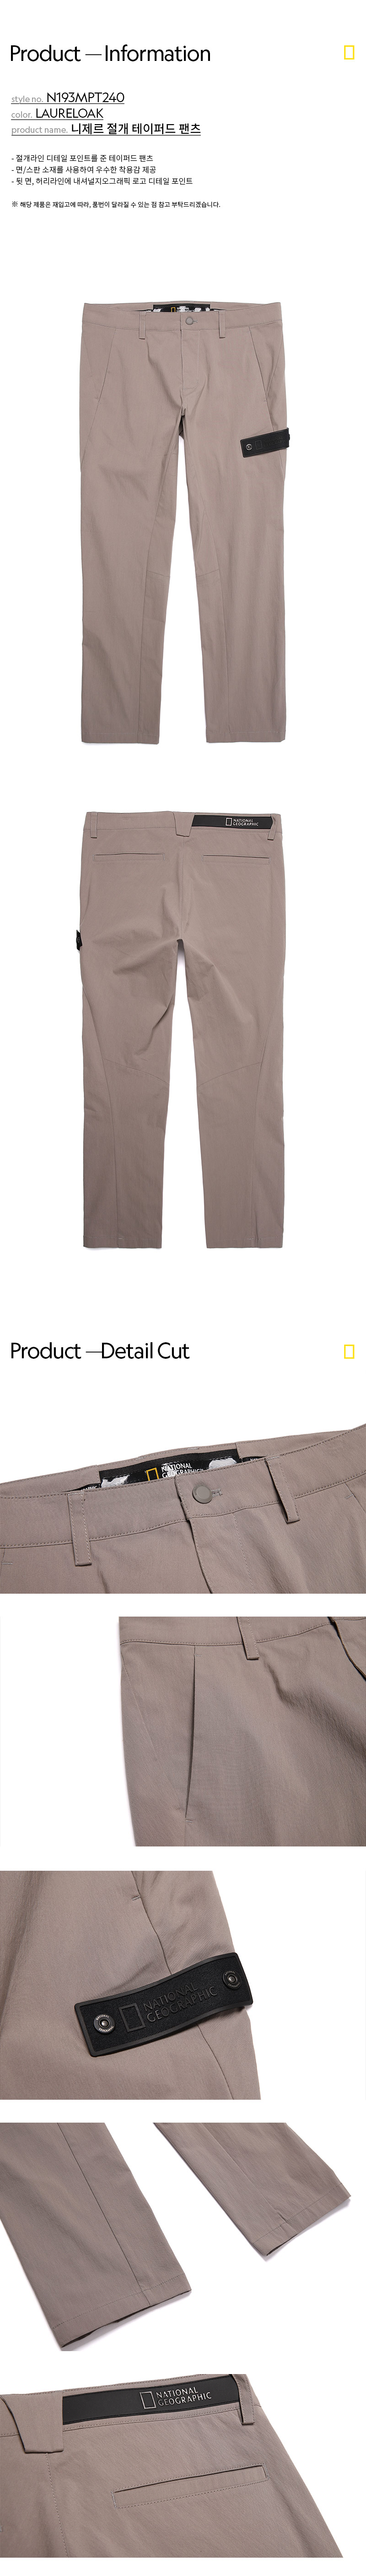 Product — Information
style no. N193MPT240
color. LAURELOAK
product name. 니제르 절개 테이퍼드 팬츠
- 절개라인 디테일 포인트를 준 테이퍼드 팬츠
- 면/스판 소재를 사용하여 우수한 착용감 제공
- 뒷 면, 허리라인에 내셔널지오그래픽 로고 디테일 포인트
※ 해당 제품은 재입고에 따라, 품번이 달라질 수 있는 점 참고 부탁드리겠습니다.
NATIONAL
GEOGRAPHIC
Product —Detail Cut
NATIONAL
GEOGRAPHIC
NATIONAL
GEOGRAPHIC
NATIONAL
GEOGRAPHIC